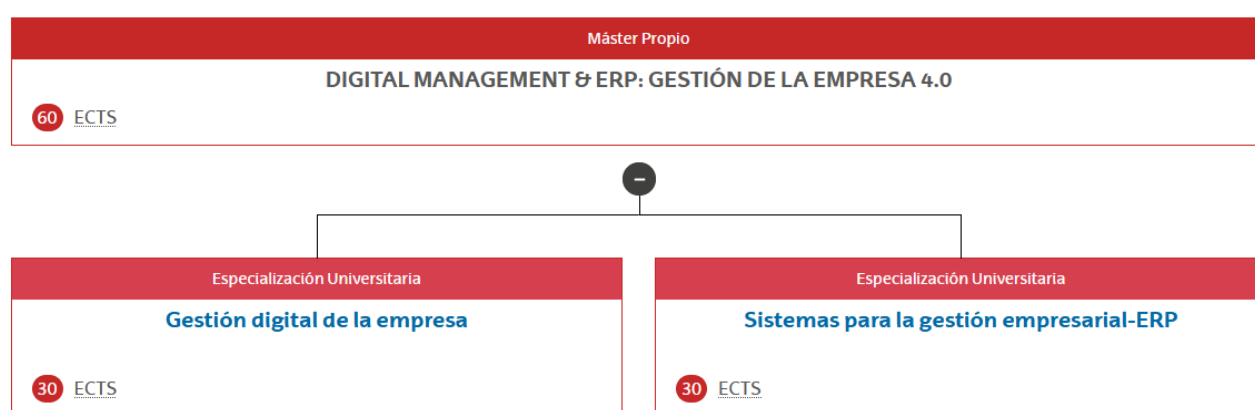 Máster Propio
DIGITAL MANAGEMENT & ERP: GESTIÓN DE LA EMPRESA 4.0
60 ECTS
Especialización Universitaria
Gestión digital de la empresa
30 ECTS
Especialización Universitaria
Sistemas para la gestión empresarial-ERP
30 ECTS